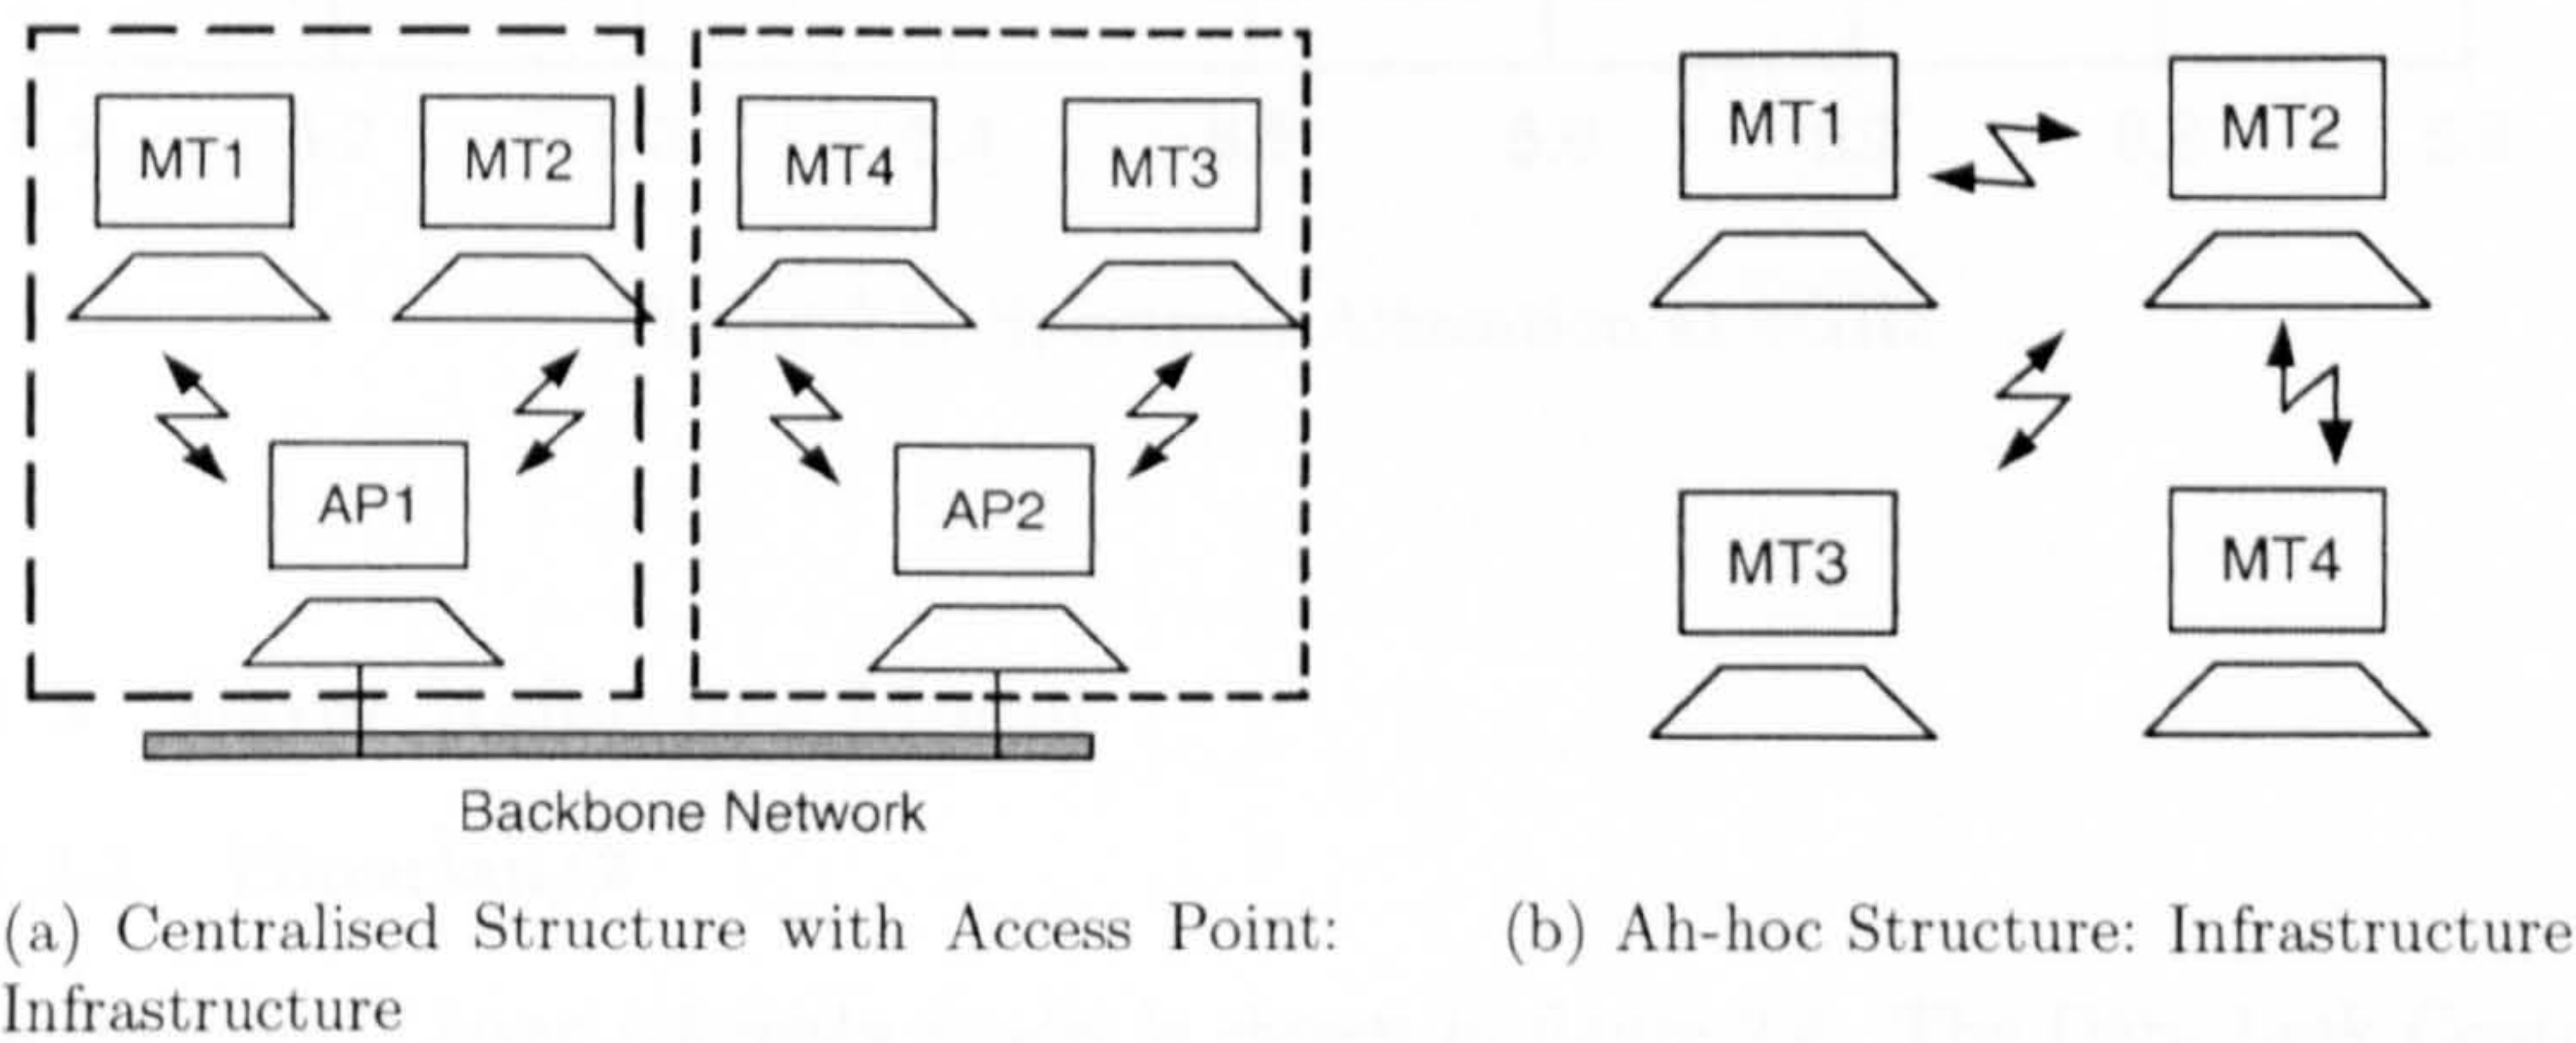 MT1 MT2 MT4 MT3
AP1 AP2
Backbone Network
(a) Centralised Structure with Access Point:
Infrastructure
MT1 MT2
MT3 MT4
(b) Ah-hoc Structure: Infrastructure